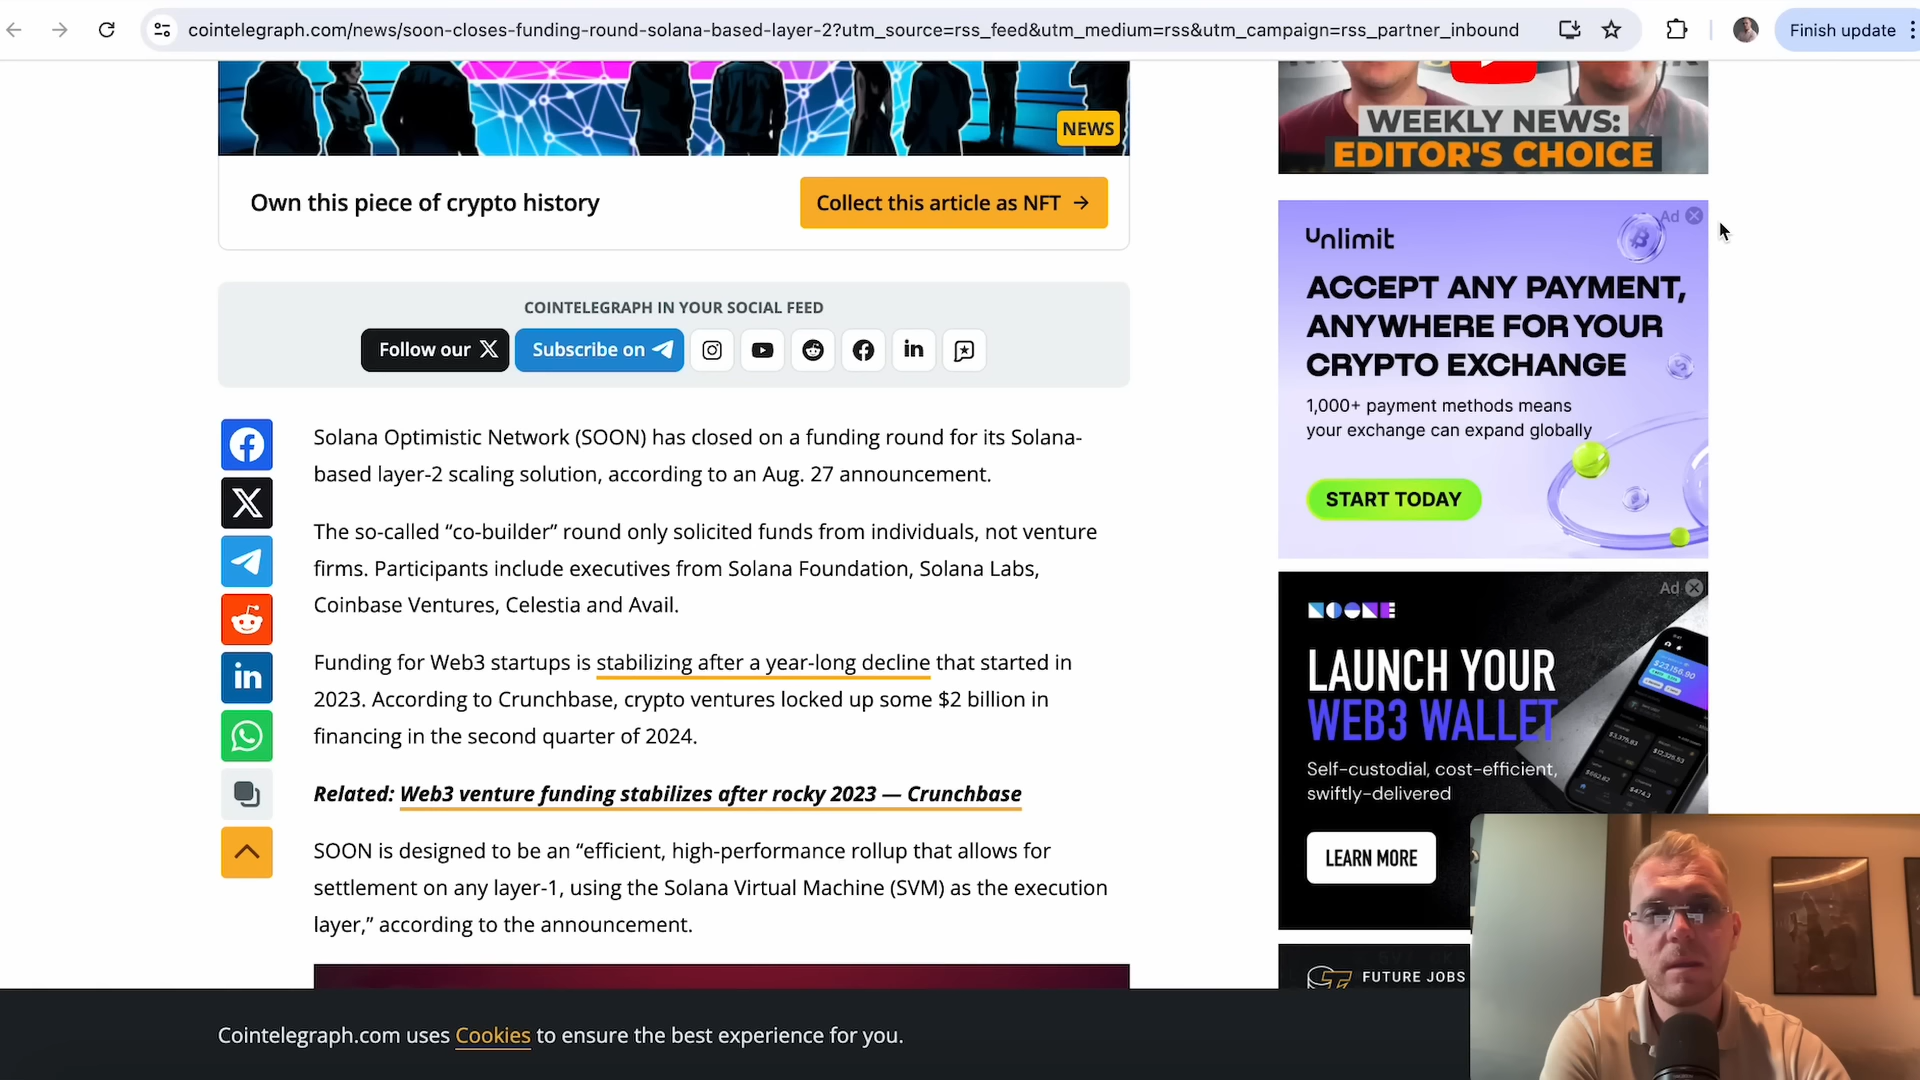 cointelegraph.com/news/soon-closes-funding-round-solana-based-layer-2?utm_source=rss_feed&utm_medium=rss&utm_campaign=rss_partner_inbound
Finish update
NEWS
WEEKLY NEWS:
EDITOR'S CHOICE
Own this piece of crypto history
Collect this article as NFT →
COINTELEGRAPH IN YOUR SOCIAL FEED
Follow our X
Subscribe on
Solana Optimistic Network (SOON) has closed on a funding round for its Solana-
based layer-2 scaling solution, according to an Aug. 27 announcement.
The so-called “co-builder” round only solicited funds from individuals, not venture
firms. Participants include executives from Solana Foundation, Solana Labs,
Coinbase Ventures, Celestia and Avail.
Funding for Web3 startups is stabilizing after a year-long decline that started in
2023. According to Crunchbase, crypto ventures locked up some $2 billion in
financing in the second quarter of 2024.
Related: Web3 venture funding stabilizes after rocky 2023 — Crunchbase
SOON is designed to be an “efficient, high-performance rollup that allows for
settlement on any layer-1, using the Solana Virtual Machine (SVM) as the execution
layer,” according to the announcement.
Ad
Unlimit
ACCEPT ANY PAYMENT,
ANYWHERE FOR YOUR
CRYPTO EXCHANGE
1,000+ payment methods means
your exchange can expand globally
START TODAY
Ad
NOONE
LAUNCH YOUR
WEB3 WALLET
Self-custodial, cost-efficient,
swiftly-delivered
LEARN MORE
$23,156.90
FUTURE JOBS
Cointelegraph.com uses Cookies to ensure the best experience for you.